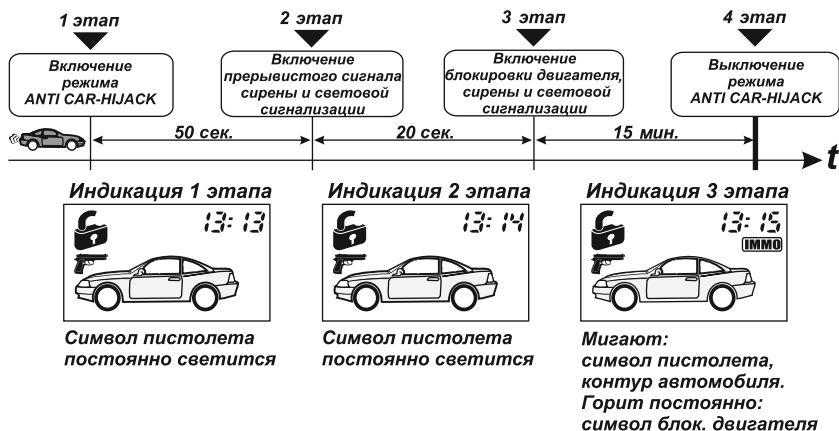 1 этап
2 этап
3 этап
4 этап
Включение
режима
ANTI CAR-HIJACK
Включение
прерывистого сигнала
сирены и световой
сигнализации
Включение
блокировки двигателя,
сирены и световой
сигнализации
Выключение
режима
ANTI CAR-HIJACK
50 сек.
20 сек.
15 мин.
t
Индикация 1 этапа
13:13
Символ пистолета
постоянно светится
Индикация 2 этапа
13:14
Символ пистолета
постоянно светится
Индикация 3 этапа
13:15
IMMO
Мигают:
символ пистолета,
контур автомобиля.
Горит постоянно:
символ блок. двигателя